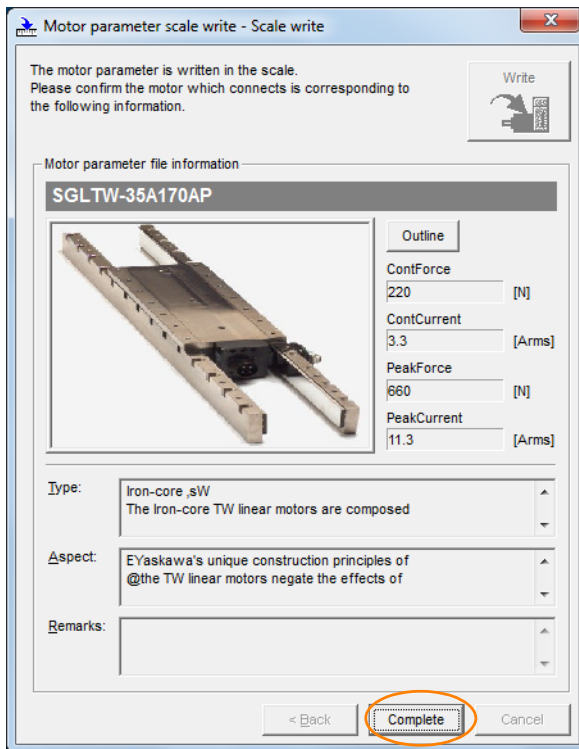 Motor parameter scale write - Scale write
The motor parameter is written in the scale.
Please confirm the motor which connects is corresponding to
the following information.
Write
Motor parameter file information
SGLTW-35A170AP
Outline
ContForce
220 [N]
ContCurrent
3.3 [Arms]
PeakForce
660 [N]
PeakCurrent
11.3 [Arms]
Type: Iron-core ,sW
The Iron-core TW linear motors are composed
Aspect: EYaskawa's unique construction principles of
@the TW linear motors negate the effects of
Remarks:
< Back Complete Cancel